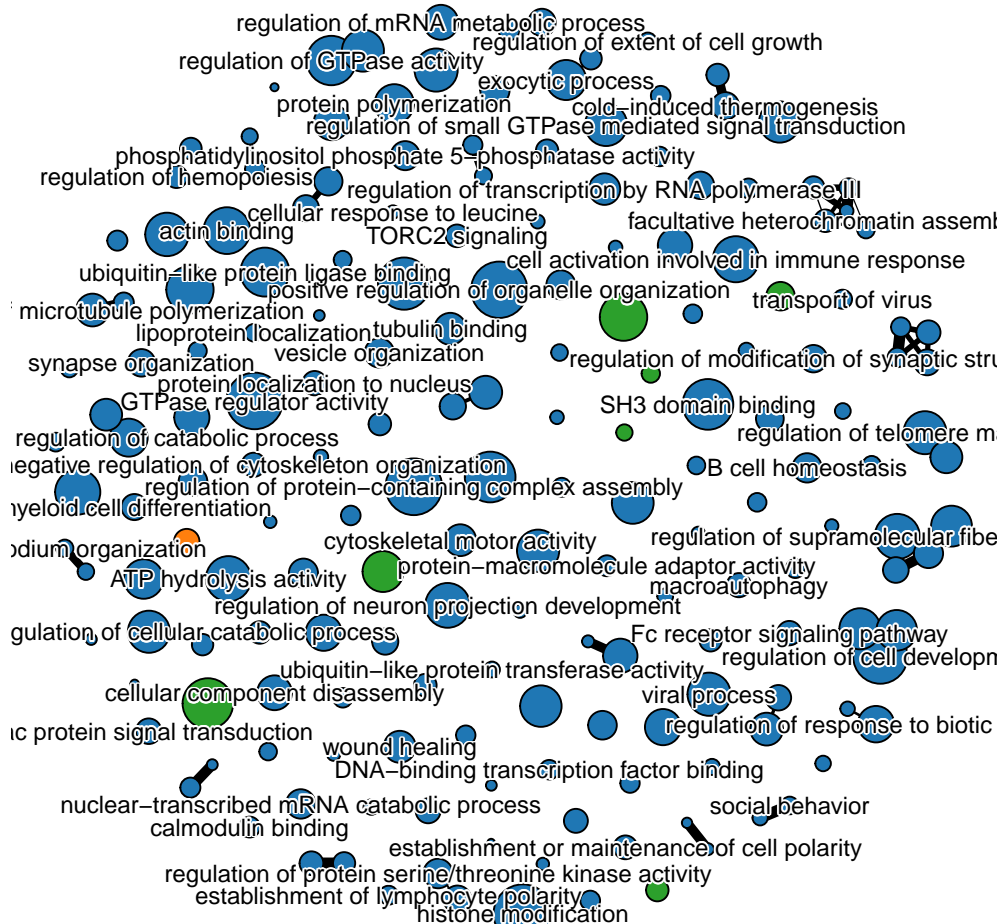 regulation of mRNA metabolic process
regulation of extent of cell growth
regulation of GTPase activity
exocytic process
protein polymerization
cold−induced thermogenesis
regulation of small GTPase mediated signal transduction
phosphatidylinositol phosphate 5−phosphatase activity
regulation of hemopoiesis
regulation of transcription by RNA polymerase III
cellular response to leucine
facultative heterochromatin assemb
actin binding
TORC2 signaling
cell activation involved in immune response
ubiquitin−like protein ligase binding
positive regulation of organelle organization
transport of virus
microtubule polymerization
lipoprotein localization
tubulin binding
vesicle organization
synapse organization
regulation of modification of synaptic stru
protein localization to nucleus
GTPase regulator activity
SH3 domain binding
regulation of catabolic process
regulation of telomere ma
negative regulation of cytoskeleton organization
B cell homeostasis
regulation of protein−containing complex assembly
myeloid cell differentiation
regulation of supramolecular fibe
cytoskeletal motor activity
odium organization
protein−macromolecule adaptor activity
ATP hydrolysis activity
macroautophagy
regulation of neuron projection development
gulation of cellular catabolic process
Fc receptor signaling pathway
regulation of cell developm
ubiquitin−like protein transferase activity
cellular component disassembly
viral process
regulation of response to biotic
ac protein signal transduction
wound healing
DNA−binding transcription factor binding
nuclear−transcribed mRNA catabolic process
social behavior
calmodulin binding
establishment or maintenance of cell polarity
regulation of protein serine/threonine kinase activity
establishment of lymphocyte polarity
histone modification